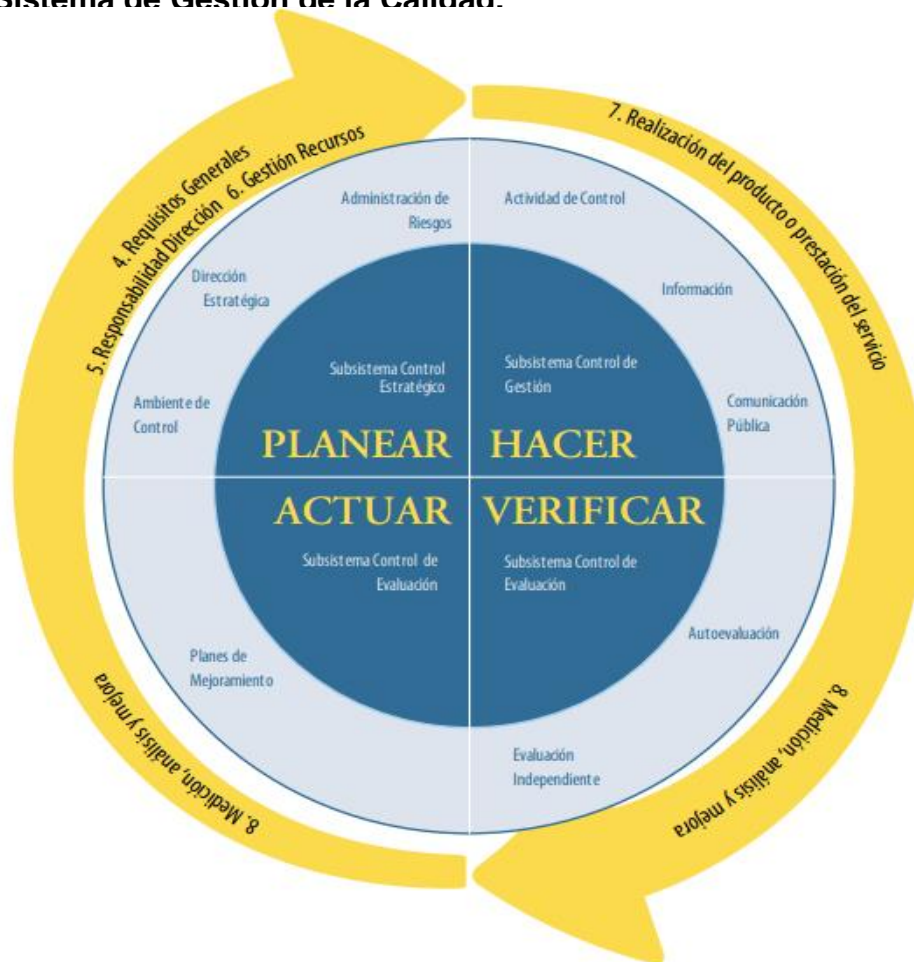 Sistema de Gestión de la Calidad.
4. Requisitos Generales
5. Responsabilidad Dirección 6. Gestión Recursos
7. Realización del producto o prestación del servicio
Administración de
Riesgos
Actividad de Control
Dirección
Estratégica
Información
Ambiente de
Control
Comunicación
Pública
Subsistema Control
Estratégico
Subsistema Control de
Gestión
PLANEAR
HACER
ACTUAR
VERIFICAR
Subsistema Control de
Evaluación
Subsistema Control de
Evaluación
Planes de
Mejoramiento
Autoevaluación
Evaluación
Independiente
8. Medición, análisis y mejora
8. Medición, análisis y mejora